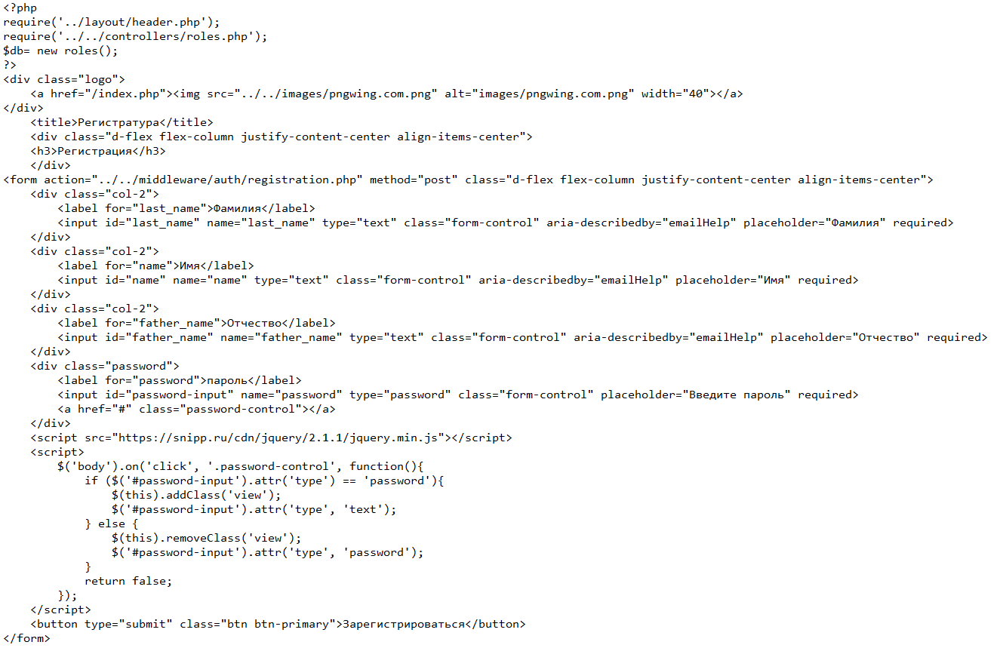 <?php
require('../layout/header.php');
require('../../controllers/roles.php');
$db= new roles();
?>
<div class="logo">
    <a href="/index.php"><img src="../../images/pngwing.com.png" alt="images/pngwing.com.png" width="40"></a>
</div>
    <title>Регистратура</title>
    <div class="d-flex flex-column justify-content-center align-items-center">
    <h3>Регистрация</h3>
    </div>
<form action="../../middleware/auth/registration.php" method="post" class="d-flex flex-column justify-content-center align-items-center">
    <div class="col-2">
        <label for="last_name">Фамилия</label>
        <input id="last_name" name="last_name" type="text" class="form-control" aria-describedby="emailHelp" placeholder="Фамилия" required>
    </div>
    <div class="col-2">
        <label for="name">Имя</label>
        <input id="name" name="name" type="text" class="form-control" aria-describedby="emailHelp" placeholder="Имя" required>
    </div>
    <div class="col-2">
        <label for="father_name">Отчество</label>
        <input id="father_name" name="father_name" type="text" class="form-control" aria-describedby="emailHelp" placeholder="Отчество" required>
    </div>
    <div class="password">
        <label for="password">пароль</label>
        <input id="password-input" name="password" type="password" class="form-control" placeholder="Введите пароль" required>
        <a href="#" class="password-control"></a>
    </div>
    <script src="https://snipp.ru/cdn/jquery/2.1.1/jquery.min.js"></script>
    <script>
        $('body').on('click', '.password-control', function(){
            if ($('#password-input').attr('type') == 'password'){
                $(this).addClass('view');
                $('#password-input').attr('type', 'text');
            } else {
                $(this).removeClass('view');
                $('#password-input').attr('type', 'password');
            }
            return false;
        });
    </script>
    <button type="submit" class="btn btn-primary">Зарегистрироваться</button>
</form>